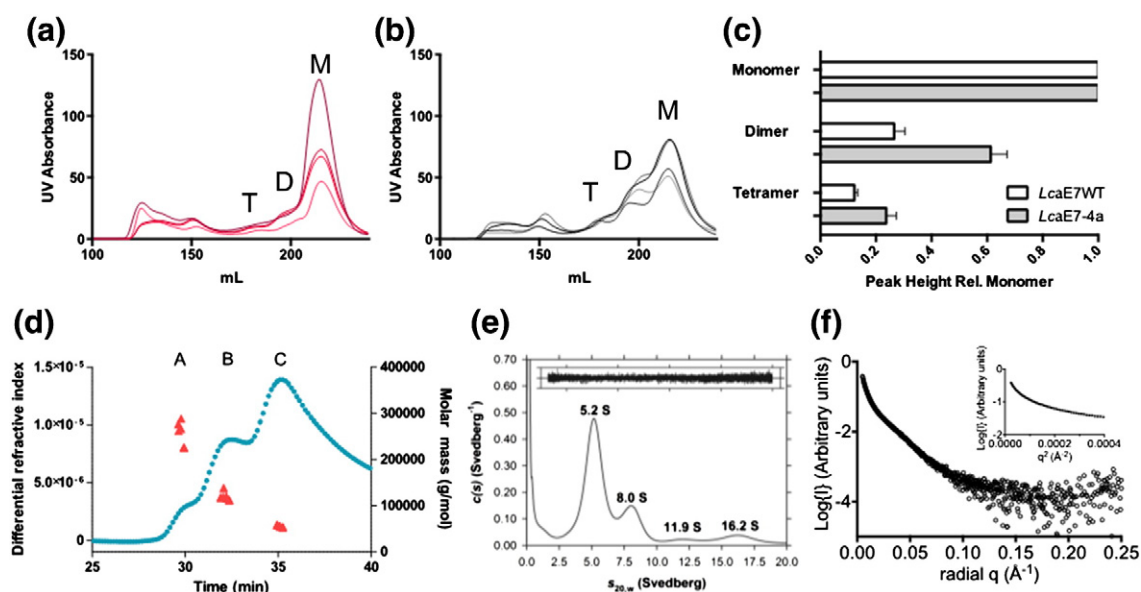 (a)
150
100
50
0
UV Absorbance
T
D
M
100
150
200
mL
(b)
150
100
50
0
UV Absorbance
T
D
M
100
150
200
mL
(c)
Monomer
Dimer
Tetramer
LcaE7WT
LcaE7-4a
0.0
0.2
0.4
0.6
0.8
1.0
Peak Height Rel. Monomer
(d)
A
B
C
1.5×10⁻⁵
1.0×10⁻⁵
5.0×10⁻⁶
0
Differential refractive index
400000
300000
200000
100000
0
Molar mass (g/mol)
25
30
35
40
Time (min)
(e)
0.70
0.60
0.50
0.40
0.30
0.20
0.10
0.00
c(s) (Svedberg⁻¹)
5.2 S
8.0 S
11.9 S
16.2 S
0.0
2.5
5.0
7.5
10.0
12.5
15.0
17.5
20.0
s20,w (Svedberg)
(f)
0
-2
-4
Log{I} (Arbitrary units)
0
-1
-2
Log{I} (Arbitrary units)
0.0000
0.0002
0.0004
q² (Å⁻²)
0.00
0.05
0.10
0.15
0.20
0.25
radial q (Å⁻¹)